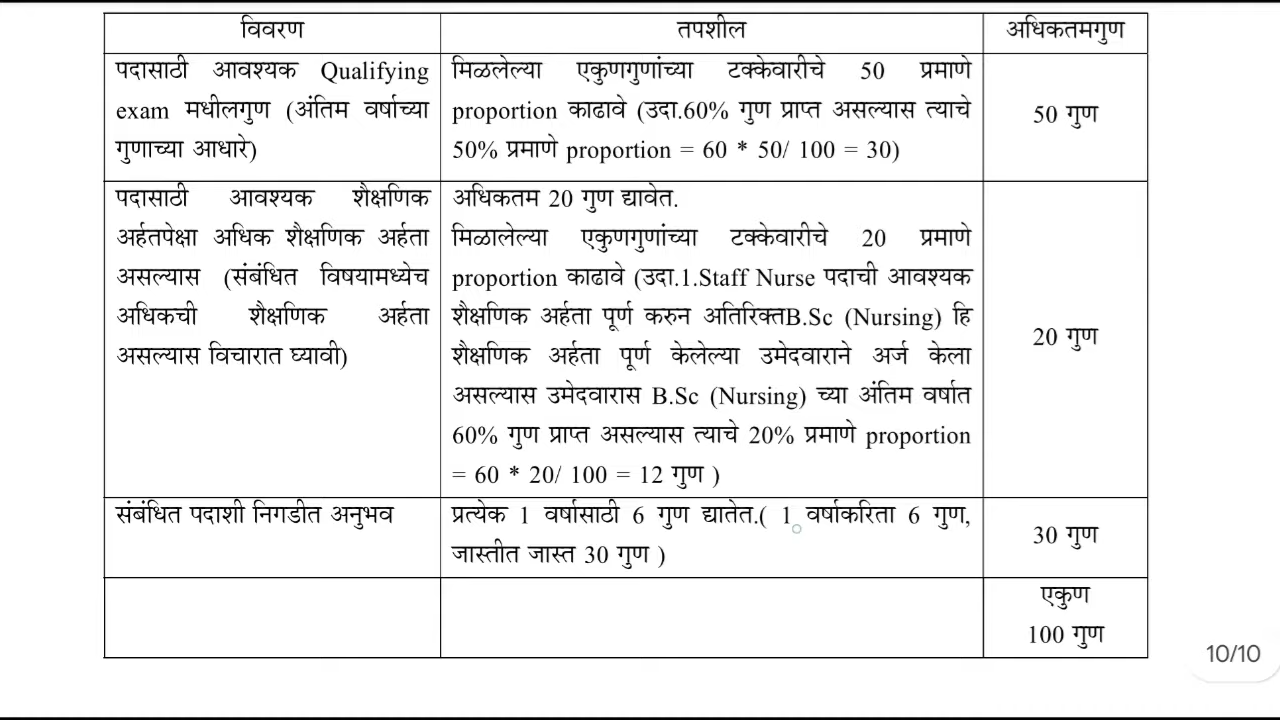 विवरण
तपशील
अधिकतमगुण
पदासाठी आवश्यक Qualifying
exam मधीलगुण (अंतिम वर्षाच्या
गुणाच्या आधारे)
मिळलेल्या एकुणगुणांच्या टक्केवारीचे 50 प्रमाणे
proportion काढावे (उदा.60% गुण प्राप्त असल्यास त्याचे
50% प्रमाणे proportion = 60 * 50/ 100 = 30)
50 गुण
पदासाठी आवश्यक शैक्षणिक
अर्हतपेक्षा अधिक शैक्षणिक अर्हता
असल्यास (संबंधित विषयामध्येच
अधिकची शैक्षणिक अर्हता
असल्यास विचारात घ्यावी)
अधिकतम 20 गुण द्यावेत.
मिळालेल्या एकुणगुणांच्या टक्केवारीचे 20 प्रमाणे
proportion काढावे (उदा.1.Staff Nurse पदाची आवश्यक
शैक्षणिक अर्हता पूर्ण करुन अतिरिक्तB.Sc (Nursing) हि
शैक्षणिक अर्हता पूर्ण केलेल्या उमेदवाराने अर्ज केला
असल्यास उमेदवारास B.Sc (Nursing) च्या अंतिम वर्षात
60% गुण प्राप्त असल्यास त्याचे 20% प्रमाणे proportion
= 60 * 20/ 100 = 12 गुण )
20 गुण
संबंधित पदाशी निगडीत अनुभव
प्रत्येक 1 वर्षासाठी 6 गुण द्यातेत.( 1 वर्षाकरिता 6 गुण,
जास्तीत जास्त 30 गुण )
30 गुण
एकुण
100 गुण
10/10